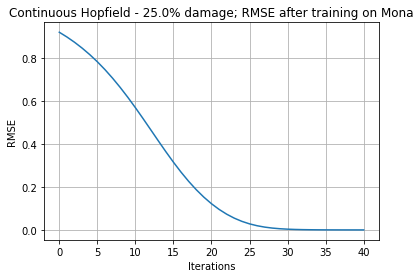 Continuous Hopfield - 25.0% damage; RMSE after training on Mona
RMSE
0.8
0.6
0.4
0.2
0.0
0 5 10 15 20 25 30 35 40
Iterations